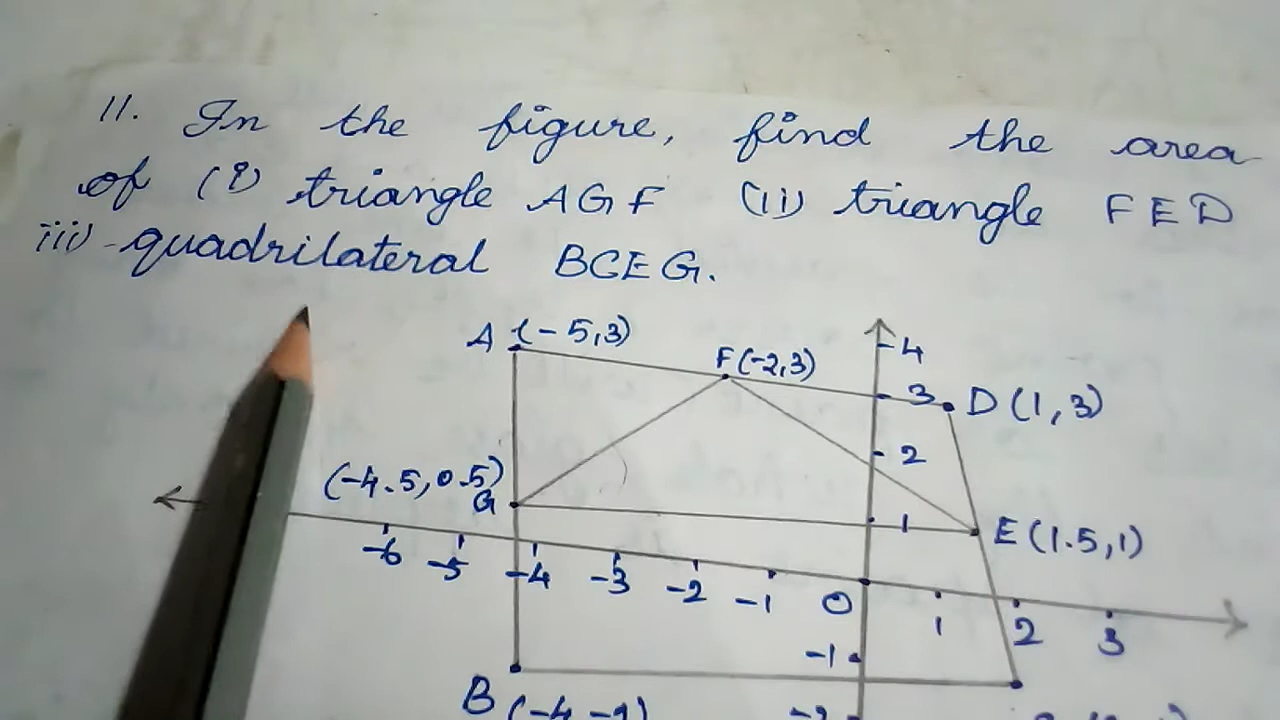 11. In the figure, find the area
of (i) triangle AGF (ii) triangle FED
iii) quadrilateral BCEG.
A (-5,3)
4
F(-2,3)
3 D(1,3)
2
(-4.5,0.5)
G
1 E(1.5,1)
-6 -5 -4 -3 -2 -1 0 1 2 3
-1
B